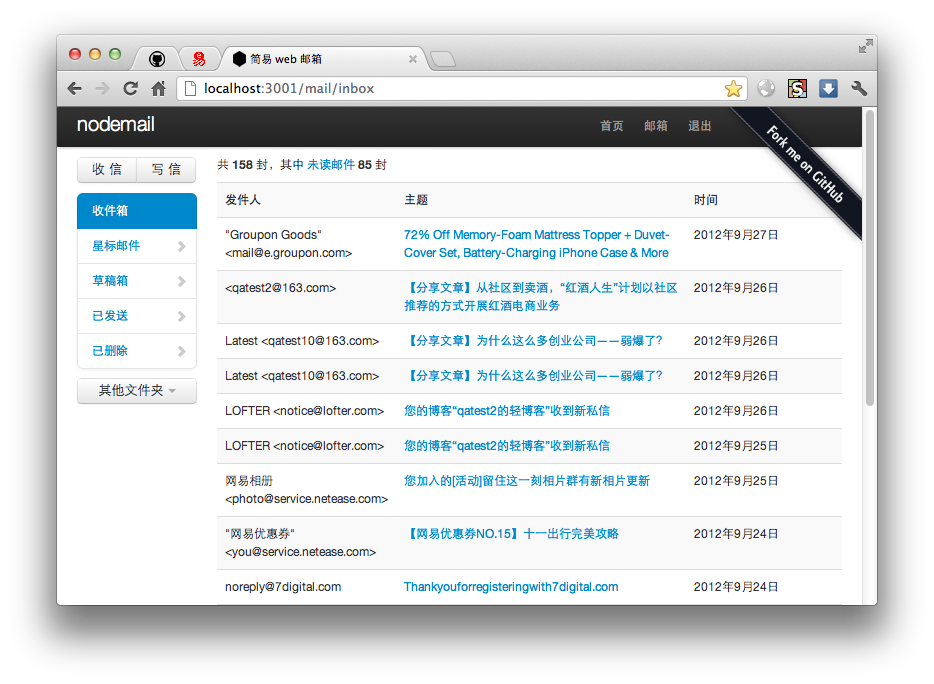 简易 web 邮箱
localhost:3001/mail/inbox
nodemail
首页 邮箱 退出
Fork me on GitHub
收 信 写 信
共 158 封，其中 未读邮件 85 封
收件箱
星标邮件
草稿箱
已发送
已删除
其他文件夹
发件人 主题 时间
"Groupon Goods" 72% Off Memory-Foam Mattress Topper + Duvet- 2012年9月27日
<mail@e.groupon.com> Cover Set, Battery-Charging iPhone Case & More
<qatest2@163.com> 【分享文章】从社区到卖酒，“红酒人生”计划以社区 2012年9月26日
推荐的方式开展红酒电商业务
Latest <qatest10@163.com> 【分享文章】为什么这么多创业公司——弱爆了? 2012年9月26日
Latest <qatest10@163.com> 【分享文章】为什么这么多创业公司——弱爆了? 2012年9月26日
LOFTER <notice@lofter.com> 您的博客“qatest2的轻博客”收到新私信 2012年9月26日
LOFTER <notice@lofter.com> 您的博客“qatest2的轻博客”收到新私信 2012年9月25日
网易相册 您加入的[活动]留住这一刻相片群有新相片更新 2012年9月25日
<photo@service.netease.com>
"网易优惠券" 【网易优惠券NO.15】十一出行完美攻略 2012年9月24日
<you@service.netease.com>
noreply@7digital.com Thankyouforregisteringwith7digital.com 2012年9月24日